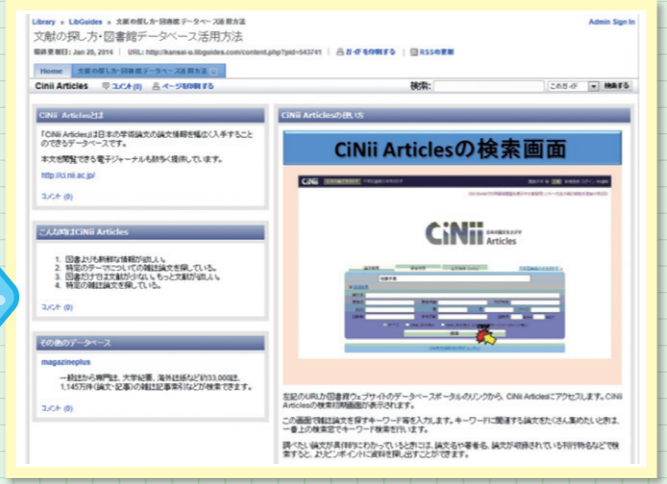 Library » LibGuides » 文献の探し方・図書館データベース活用方法
Admin Sign In
文献の探し方・図書館データベース活用方法
最終更新日: Jan 28, 2014 | URL: http://kansai-u.libguides.com/content.php?pid=543741 | ガイドを印刷する | RSSの更新
Home 文献の探し方・図書館データベース活用方法
Cinii Articles コメント(0) ページを印刷する 検索: このガイド 検索する
CiNii Articlesとは
「CiNii Articles」は日本の学術論文の論文情報を幅広く入手すること
のできるデータベースです。
本文を閲覧できる電子ジャーナルも数多く提供しています。
http://ci.nii.ac.jp/
コメント (0)
こんな時はCiNii Articles
1. 図書よりも新鮮な情報が欲しい。
2. 特定のテーマについての雑誌論文を探している。
3. 図書だけでは文献が少ない。もっと文献が欲しい。
4. 特定の雑誌論文を探している。
コメント (0)
その他のデータベース
magazineplus
一般誌から専門誌、大学紀要、海外誌紙など約33,000誌、
1,145万件(論文・記事)の雑誌記事索引などが検索できます。
コメント (0)
CiNii Articlesの使い方
CiNii Articlesの検索画面
CiNii
CiNii Articles
検索
左記のURLか図書館ウェブサイトのデータベースポータルのリンクから、CiNii Articlesにアクセスします。CiNii
Articlesの検索初期画面が表示されます。
この画面で雑誌論文を探すキーワード等を入力します。キーワードに関連する論文をたくさん集めたいときは、
一番上の検索窓でキーワード検索を行います。
調べたい論文が具体的にわかっているときには、論文名や著者名、論文が収録されている刊行物名などで検
索すると、よりピンポイントに資料を探し出すことができます。